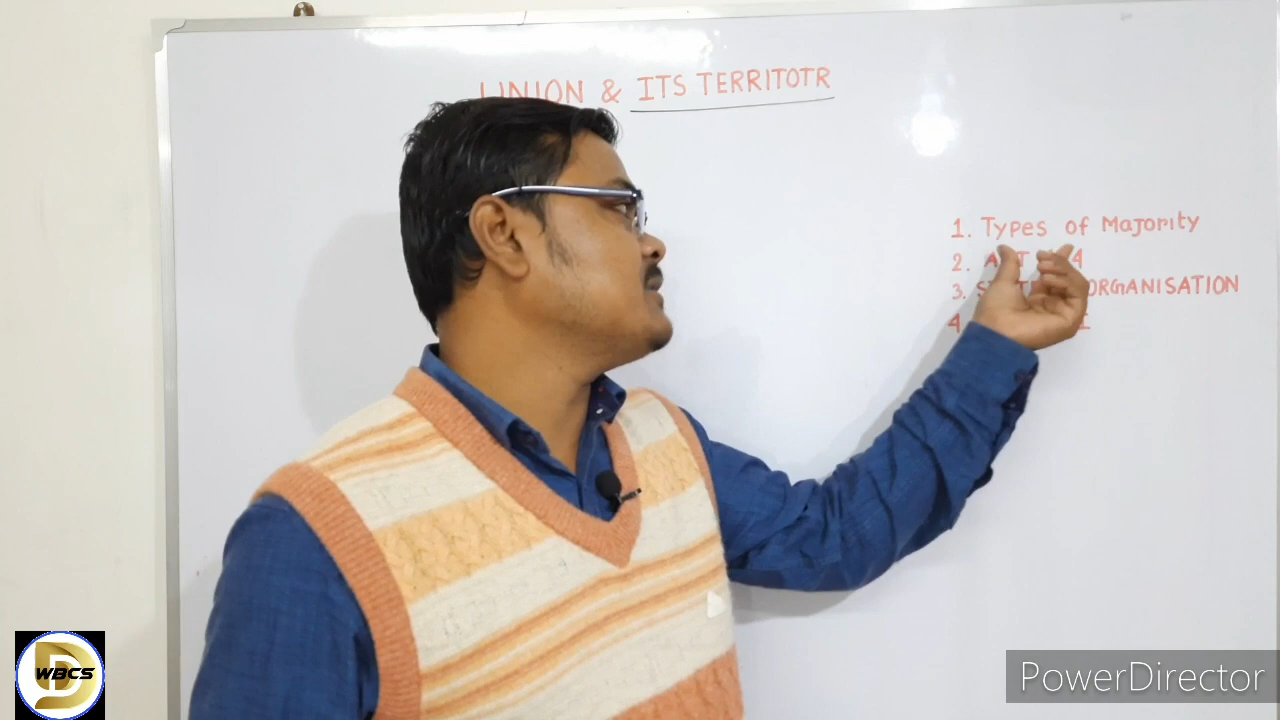 UNION & ITS TERRITOTR
1. Types of Majority
2.
3. ORGANISATION
4
WBCS
PowerDirector